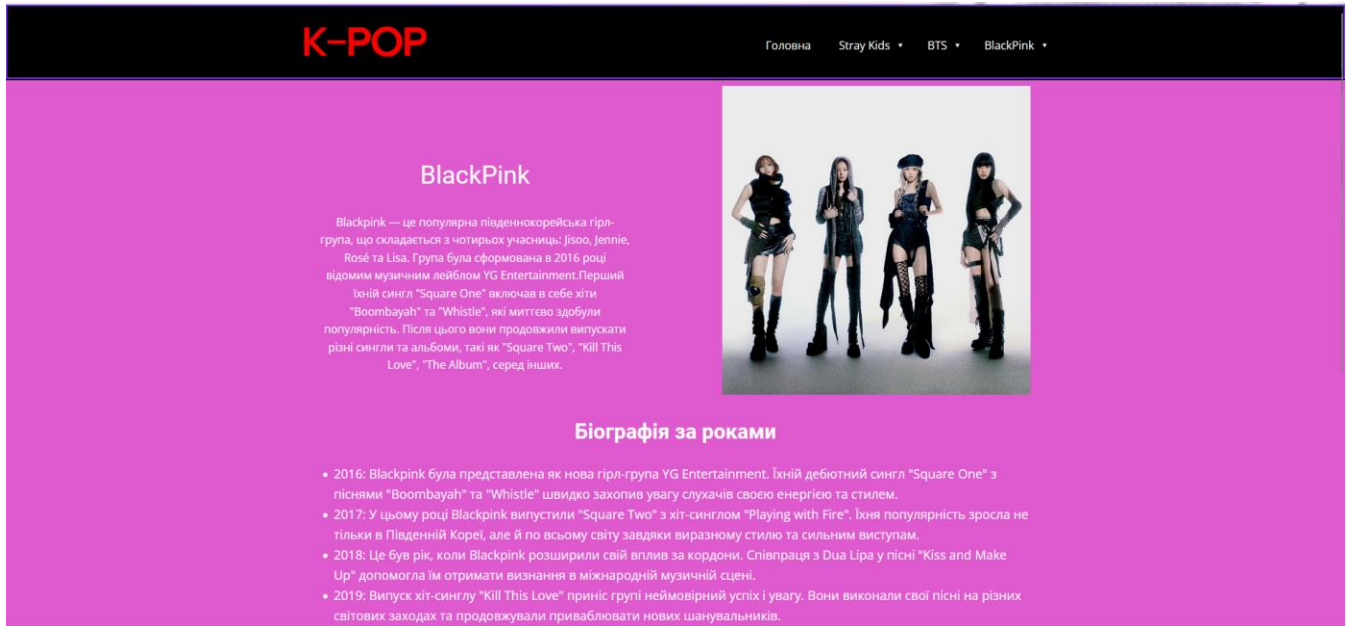 K-POP
Головна Stray Kids ▾ BTS ▾ BlackPink ▾
BlackPink
Blackpink — це популярна південнокорейська гірл-
група, що складається з чотирьох учасниць: Jisoo, Jennie,
Rosé та Lisa. Група була сформована в 2016 році
відомим музичним лейблом YG Entertainment.Перший
їхній сингл "Square One" включав в себе хіти
"Boombayah" та "Whistle", які миттєво здобули
популярність. Після цього вони продовжили випускати
різні сингли та альбоми, такі як "Square Two", "Kill This
Love", "The Album", серед інших.
Біографія за роками
• 2016: Blackpink була представлена як нова гірл-група YG Entertainment. Їхній дебютний сингл "Square One" з
піснями "Boombayah" та "Whistle" швидко захопив увагу слухачів своєю енергією та стилем.
• 2017: У цьому році Blackpink випустили "Square Two" з хіт-синглом "Playing with Fire". Їхня популярність зросла не
тільки в Південній Кореї, але й по всьому світу завдяки виразному стилю та сильним виступам.
• 2018: Це був рік, коли Blackpink розширили свій вплив за кордони. Співпраця з Dua Lipa у пісні "Kiss and Make
Up" допомогла їм отримати визнання в міжнародній музичній сцені.
• 2019: Випуск хіт-синглу "Kill This Love" приніс групі неймовірний успіх і увагу. Вони виконали свої пісні на різних
світових заходах та продовжували приваблювати нових шанувальників.